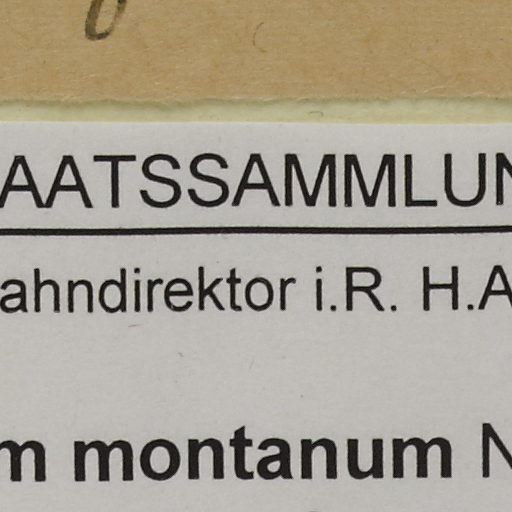 AATSSAMMLUN
ahndirektor i.R. H.A
m montanum N